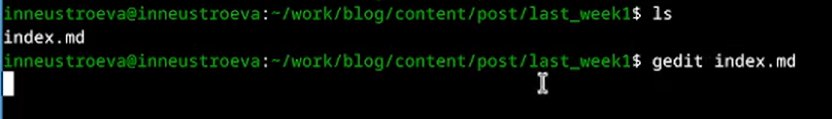 inneustroeva@inneustroeva:~/work/blog/content/post/last_week1$ ls
index.md
inneustroeva@inneustroeva:~/work/blog/content/post/last_week1$ gedit index.md